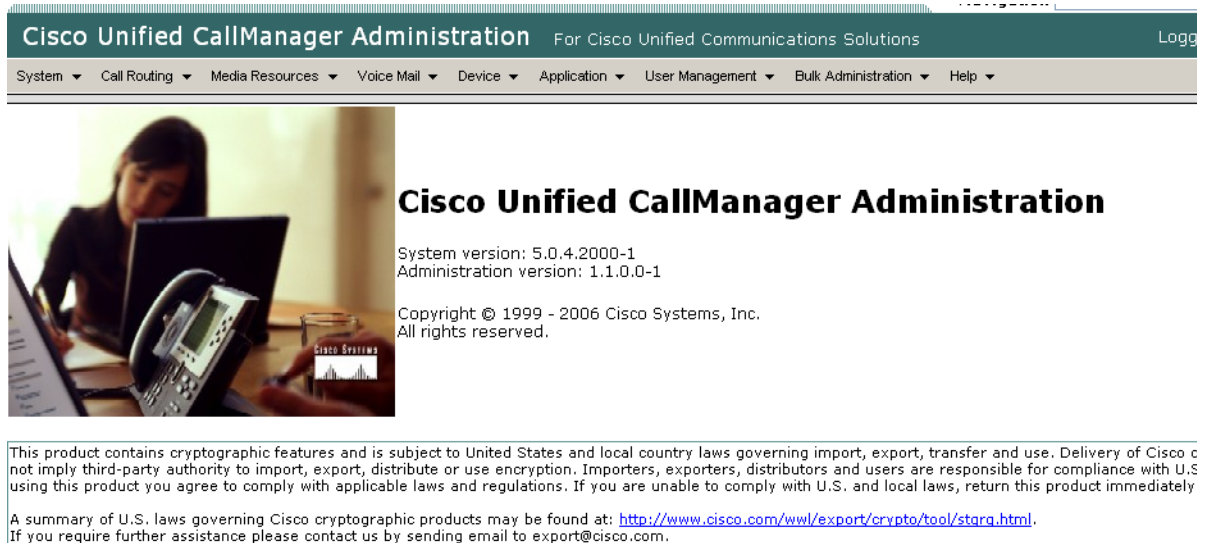 Cisco Unified CallManager Administration For Cisco Unified Communications Solutions Logg
System Call Routing Media Resources Voice Mail Device Application User Management Bulk Administration Help
Cisco Unified CallManager Administration
System version: 5.0.4.2000-1
Administration version: 1.1.0.0-1
Copyright © 1999 - 2006 Cisco Systems, Inc.
All rights reserved.
CISCO SYSTEMS
This product contains cryptographic features and is subject to United States and local country laws governing import, export, transfer and use. Delivery of Cisco c
not imply third-party authority to import, export, distribute or use encryption. Importers, exporters, distributors and users are responsible for compliance with U.S
using this product you agree to comply with applicable laws and regulations. If you are unable to comply with U.S. and local laws, return this product immediately
A summary of U.S. laws governing Cisco cryptographic products may be found at: http://www.cisco.com/wwl/export/crypto/tool/stqrg.html.
If you require further assistance please contact us by sending email to export@cisco.com.